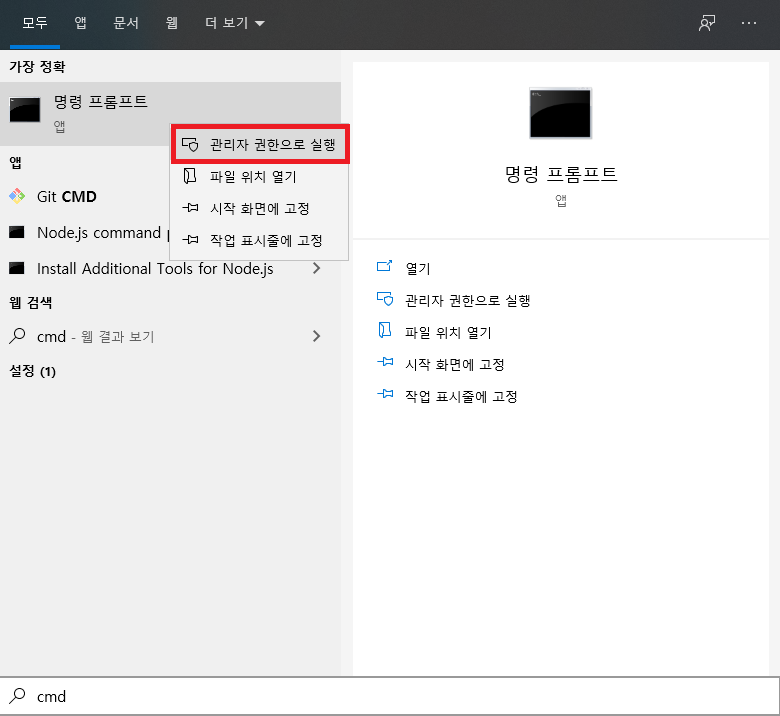 모두 앱 문서 웹 더 보기
가장 정확
명령 프롬프트
앱
관리자 권한으로 실행
파일 위치 열기
시작 화면에 고정
작업 표시줄에 고정
앱
Git CMD
Node.js command
Install Additional Tools for Node.js
웹 검색
cmd - 웹 결과 보기
설정 (1)
명령 프롬프트
앱
열기
관리자 권한으로 실행
파일 위치 열기
시작 화면에 고정
작업 표시줄에 고정
cmd